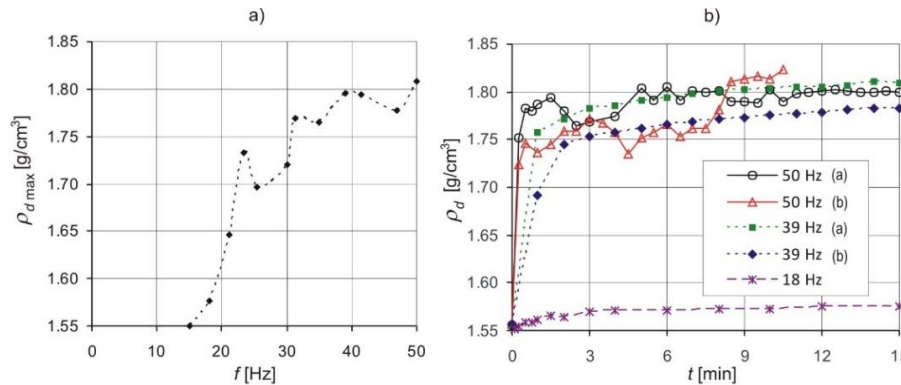 a)
1.85
1.80
1.75
1.70
1.65
1.60
1.55
ρd max [g/cm³]
0 10 20 30 40 50
f [Hz]
b)
1.85
1.80
1.75
1.70
1.65
1.60
1.55
ρd [g/cm³]
50 Hz (a)
50 Hz (b)
39 Hz (a)
39 Hz (b)
18 Hz
0 3 6 9 12 15
t [min]